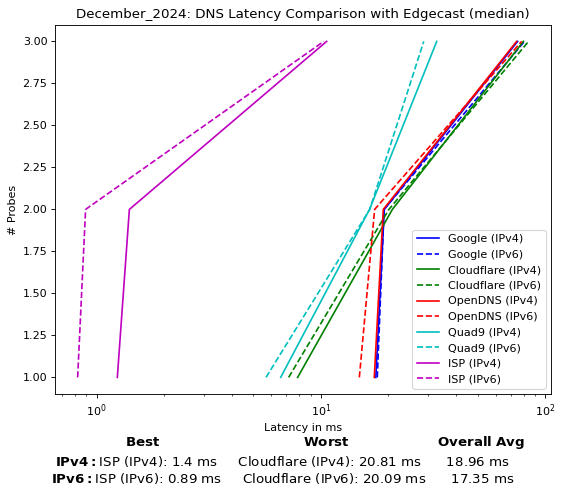 December_2024: DNS Latency Comparison with Edgecast (median)
3.00
2.75
2.50
2.25
2.00
1.75
1.50
1.25
1.00
# Probes
Google (IPv4)
Google (IPv6)
Cloudflare (IPv4)
Cloudflare (IPv6)
OpenDNS (IPv4)
OpenDNS (IPv6)
Quad9 (IPv4)
Quad9 (IPv6)
ISP (IPv4)
ISP (IPv6)
10⁰ 10¹ 10²
Latency in ms
Best Worst Overall Avg
IPv4: ISP (IPv4): 1.4 ms Cloudflare (IPv4): 20.81 ms 18.96 ms
IPv6: ISP (IPv6): 0.89 ms Cloudflare (IPv6): 20.09 ms 17.35 ms